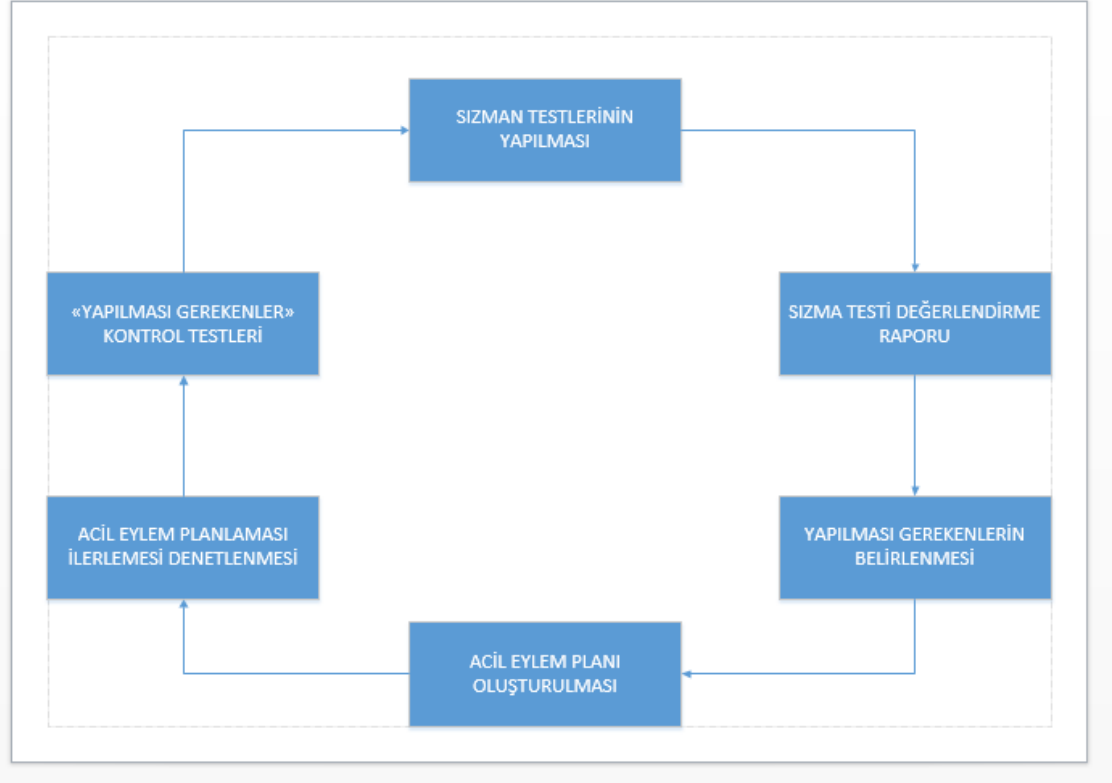 SIZMAN TESTLERİNİN
YAPILMASI
SIZMA TESTİ DEĞERLENDİRME
RAPORU
YAPILMASI GEREKENLERİN
BELİRLENMESİ
ACİL EYLEM PLANI
OLUŞTURULMASI
ACİL EYLEM PLANLAMASI
İLERLEMESİ DENETLENMESİ
«YAPILMASI GEREKENLER»
KONTROL TESTLERİ